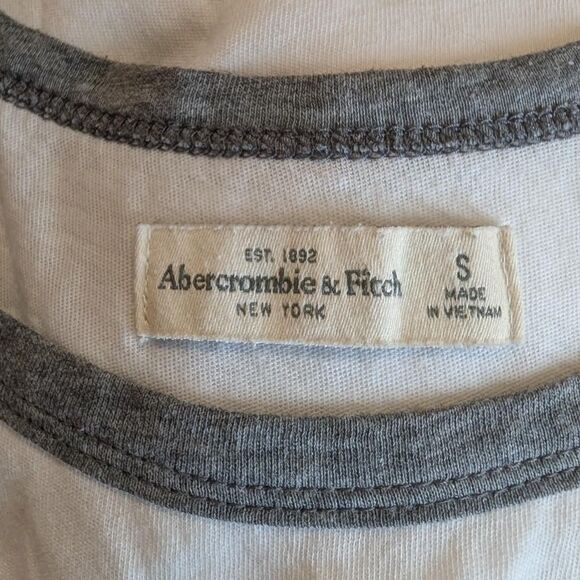 EST. 1892
Abercrombie & Fitch
NEW YORK
S
MADE
IN VIETNAM